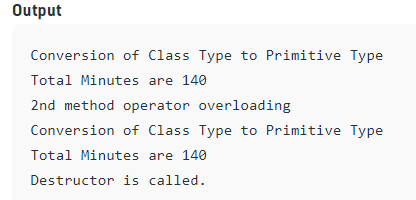 Output
Conversion of Class Type to Primitive Type
Total Minutes are 140
2nd method operator overloading
Conversion of Class Type to Primitive Type
Total Minutes are 140
Destructor is called.